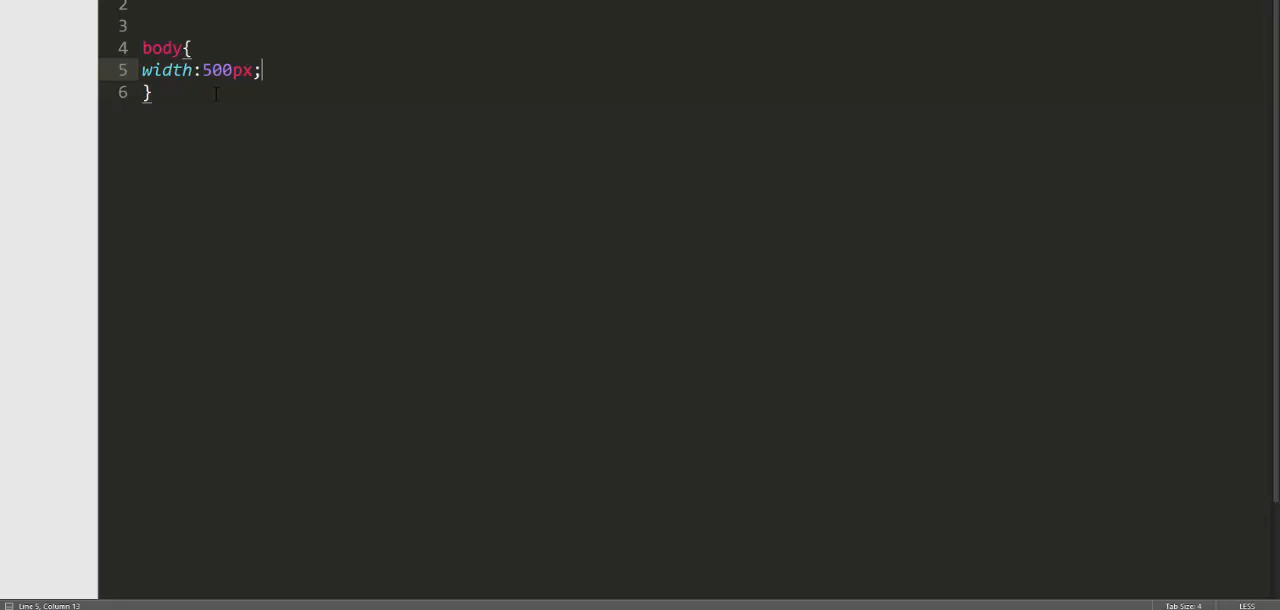 2
3
4 body{
5 width:500px;
6 }
Line 5, Column 13 Tab Size: 4 LESS